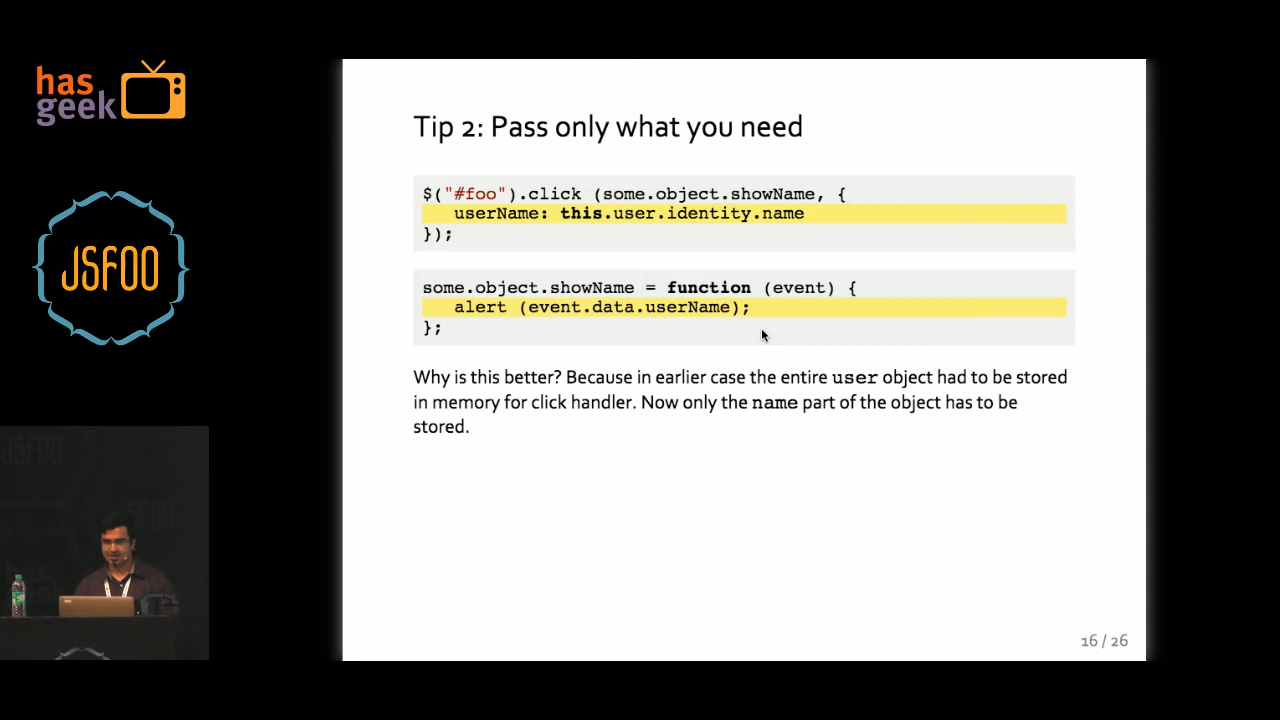 has
geek
JSFOO
Tip 2: Pass only what you need
$("#foo").click (some.object.showName, {
userName: this.user.identity.name
});
some.object.showName = function (event) {
alert (event.data.userName);
};
Why is this better? Because in earlier case the entire user object had to be stored
in memory for click handler. Now only the name part of the object has to be
stored.
16 / 26
JSFOO